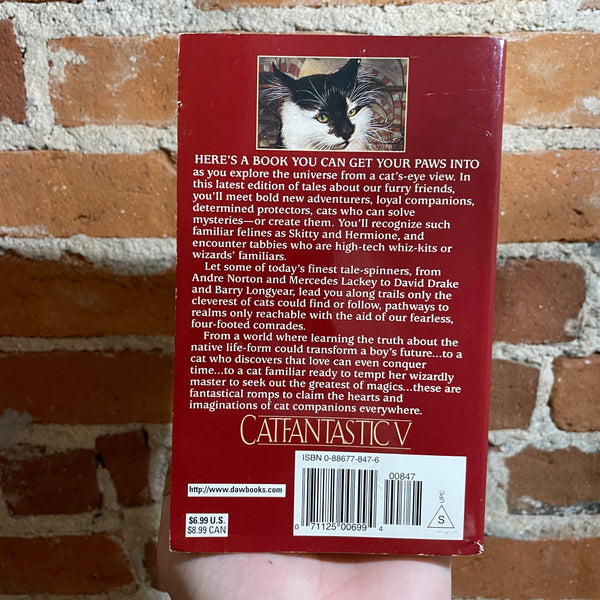 HERE'S A BOOK YOU CAN GET YOUR PAWS INTO
as you explore the universe from a cat's-eye view. In
this latest edition of tales about our furry friends,
you'll meet bold new adventurers, loyal companions,
determined protectors, cats who can solve
mysteries—or create them. You'll recognize such
familiar felines as Skitty and Hermione, and
encounter tabbies who are high-tech whiz-kits or
wizards' familiars.
Let some of today's finest tale-spinners, from
Andre Norton and Mercedes Lackey to David Drake
and Barry Longyear, lead you along trails only the
cleverest of cats could find or follow, pathways to
realms only reachable with the aid of our fearless,
four-footed comrades.
From a world where learning the truth about the
native life-form could transform a boy's future...to a
cat who discovers that love can even conquer
time...to a cat familiar ready to tempt her wizardly
master to seek out the greatest of magics...these are
fantastical romps to claim the hearts and
imaginations of cat companions everywhere.
CATFANTASTIC V
ISBN 0-88677-847-6
00847
http://www.dawbooks.com
UPC
S
$6.99 U.S.
$8.99 CAN
0 71125 00699 4